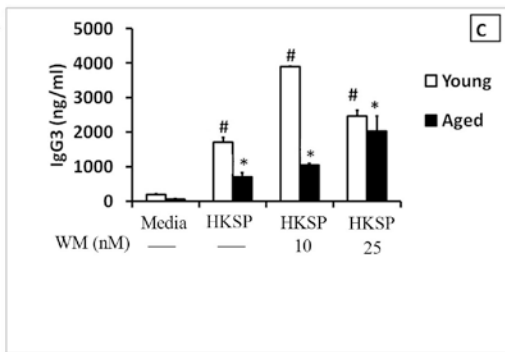 C
5000
4000
3000
2000
1000
0
IgG3 (ng/ml)
# * # * # *
Young
Aged
Media HKSP HKSP HKSP
WM (nM) — — 10 25